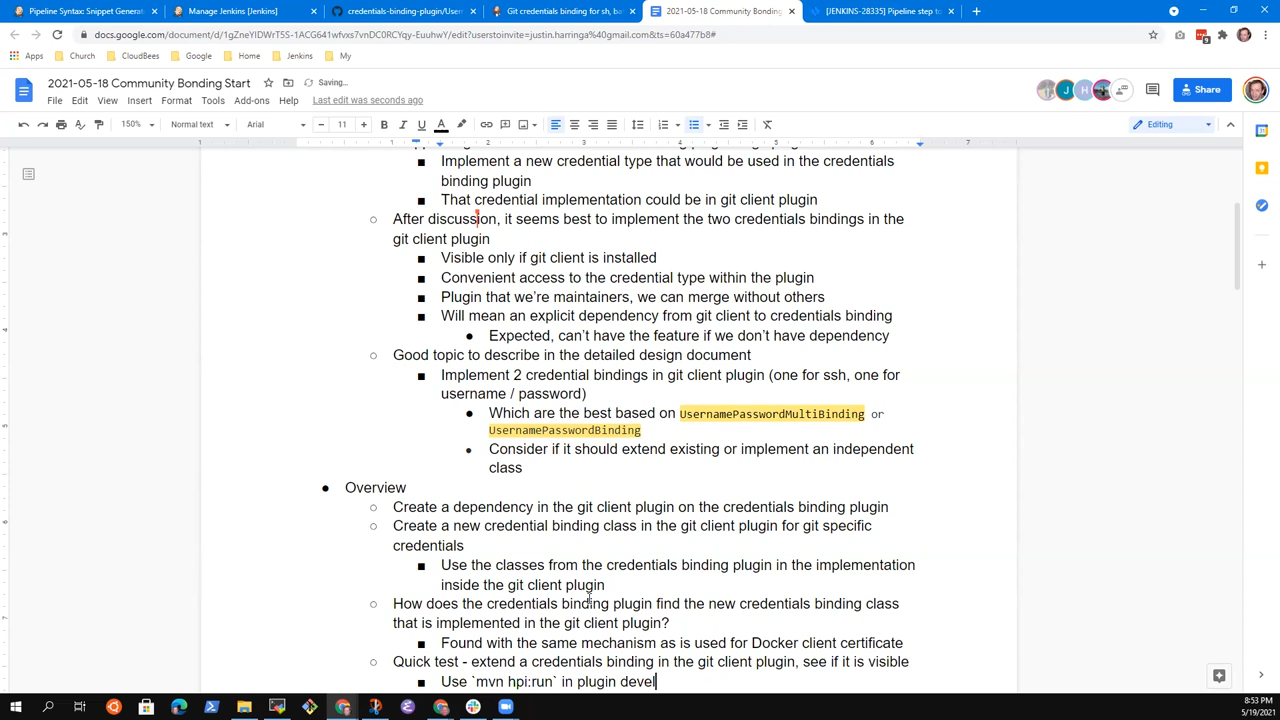 Pipeline Syntax: Snippet Generat
Manage Jenkins [Jenkins]
credentials-binding-plugin/User
Git credentials binding for sh, ba
2021-05-18 Community Bonding
[JENKINS-28335] Pipeline step to
docs.google.com/document/d/1gZneYIDWrT5S-1ACG641wfvxs7vnDC0RCYqy-EuuhwY/edit?userstoinvite=justin.harringa%40gmail.com&ts=60a477b8#
Apps
Church
CloudBees
Google
Home
Jenkins
My
2021-05-18 Community Bonding Start
Saving...
File Edit View Insert Format Tools Add-ons Help Last edit was seconds ago
Share
150%
Normal text
Arial
11
Editing
Implement a new credential type that would be used in the credentials
binding plugin
That credential implementation could be in git client plugin
After discussion, it seems best to implement the two credentials bindings in the
git client plugin
Visible only if git client is installed
Convenient access to the credential type within the plugin
Plugin that we're maintainers, we can merge without others
Will mean an explicit dependency from git client to credentials binding
Expected, can't have the feature if we don't have dependency
Good topic to describe in the detailed design document
Implement 2 credential bindings in git client plugin (one for ssh, one for
username / password)
Which are the best based on UsernamePasswordMultiBinding or
UsernamePasswordBinding
Consider if it should extend existing or implement an independent
class
Overview
Create a dependency in the git client plugin on the credentials binding plugin
Create a new credential binding class in the git client plugin for git specific
credentials
Use the classes from the credentials binding plugin in the implementation
inside the git client plugin
How does the credentials binding plugin find the new credentials binding class
that is implemented in the git client plugin?
Found with the same mechanism as is used for Docker client certificate
Quick test - extend a credentials binding in the git client plugin, see if it is visible
Use `mvn hpi:run` in plugin devel
8:53 PM
5/19/2021